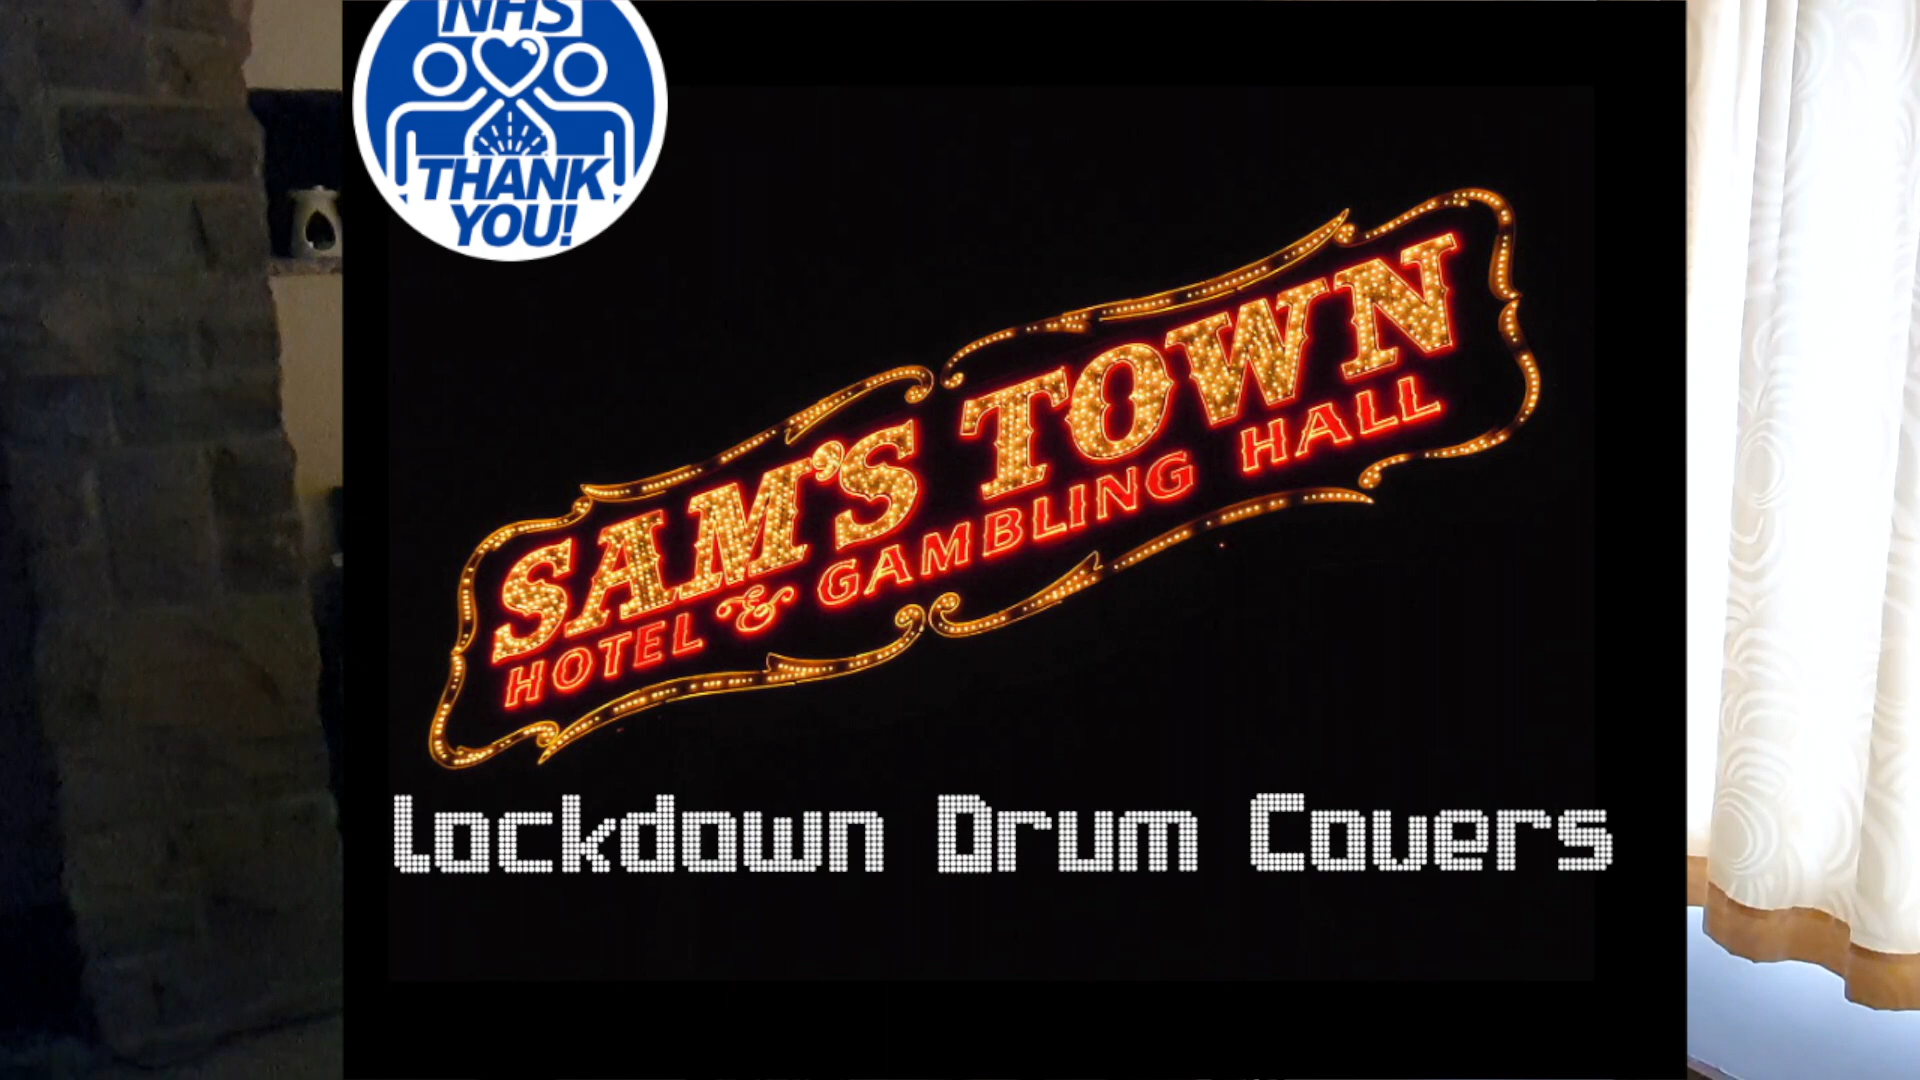 NHS
THANK
YOU!
SAM'S TOWN
HOTEL & GAMBLING HALL
Lockdown Drum Covers